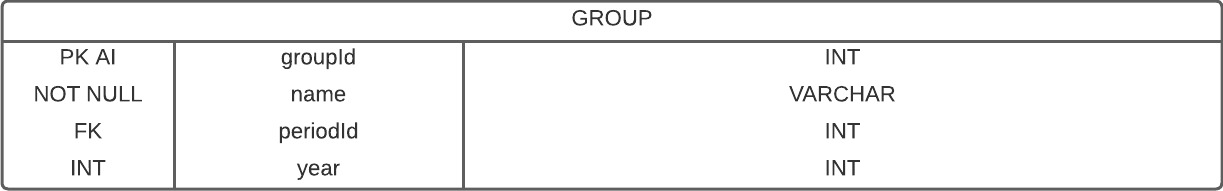 GROUP
PK AI groupId INT
NOT NULL name VARCHAR
FK periodId INT
INT year INT